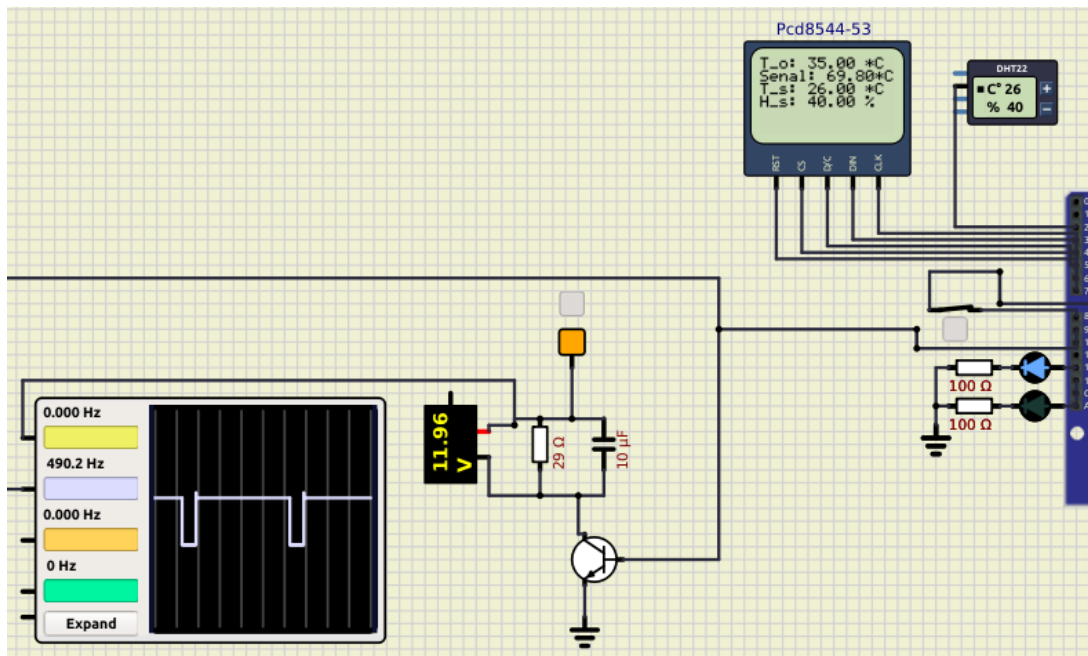 Pcd8544-53
T_o: 35.00 *C
Senal: 69.80*C
T_s: 26.00 *C
H_s: 40.00 %
RST
CS
D/C
DIN
CLK
DHT22
C° 26
% 40
+
−
100 Ω
100 Ω
11.96
V
29 Ω
10 µF
0.000 Hz
490.2 Hz
0.000 Hz
0 Hz
Expand